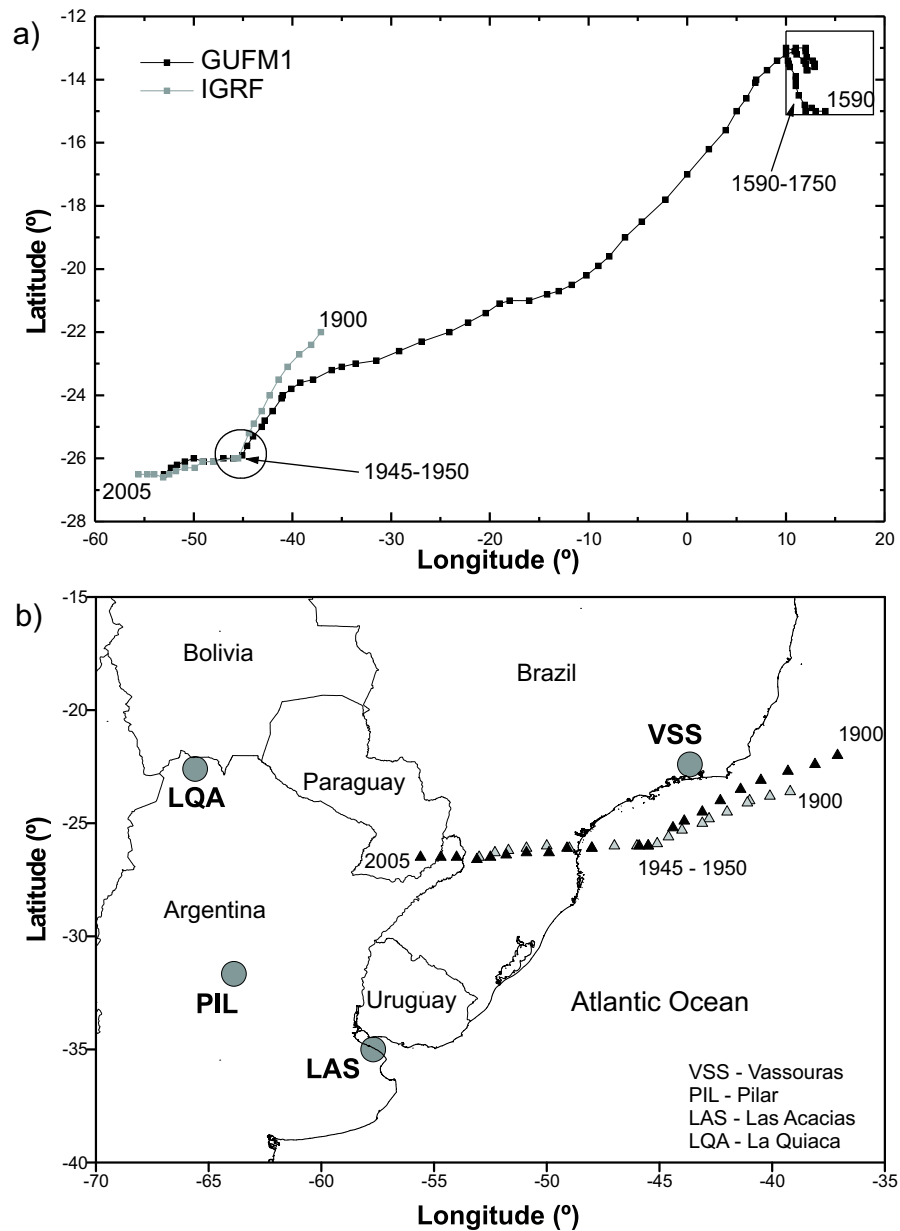 a)
GUFM1
IGRF
-12
-14
-16
-18
-20
-22
-24
-26
-28
Latitude (º)
1590
1590-1750
1900
1945-1950
2005
-60 -50 -40 -30 -20 -10 0 10 20
Longitude (º)
b)
-15
-20
-25
-30
-35
-40
Latitude (º)
Bolivia
Brazil
VSS
1900
LQA
Paraguay
1900
2005
1945 - 1950
Argentina
PIL
Uruguay
Atlantic Ocean
LAS
VSS - Vassouras
PIL - Pilar
LAS - Las Acacias
LQA - La Quiaca
-70 -65 -60 -55 -50 -45 -40 -35
Longitude (º)